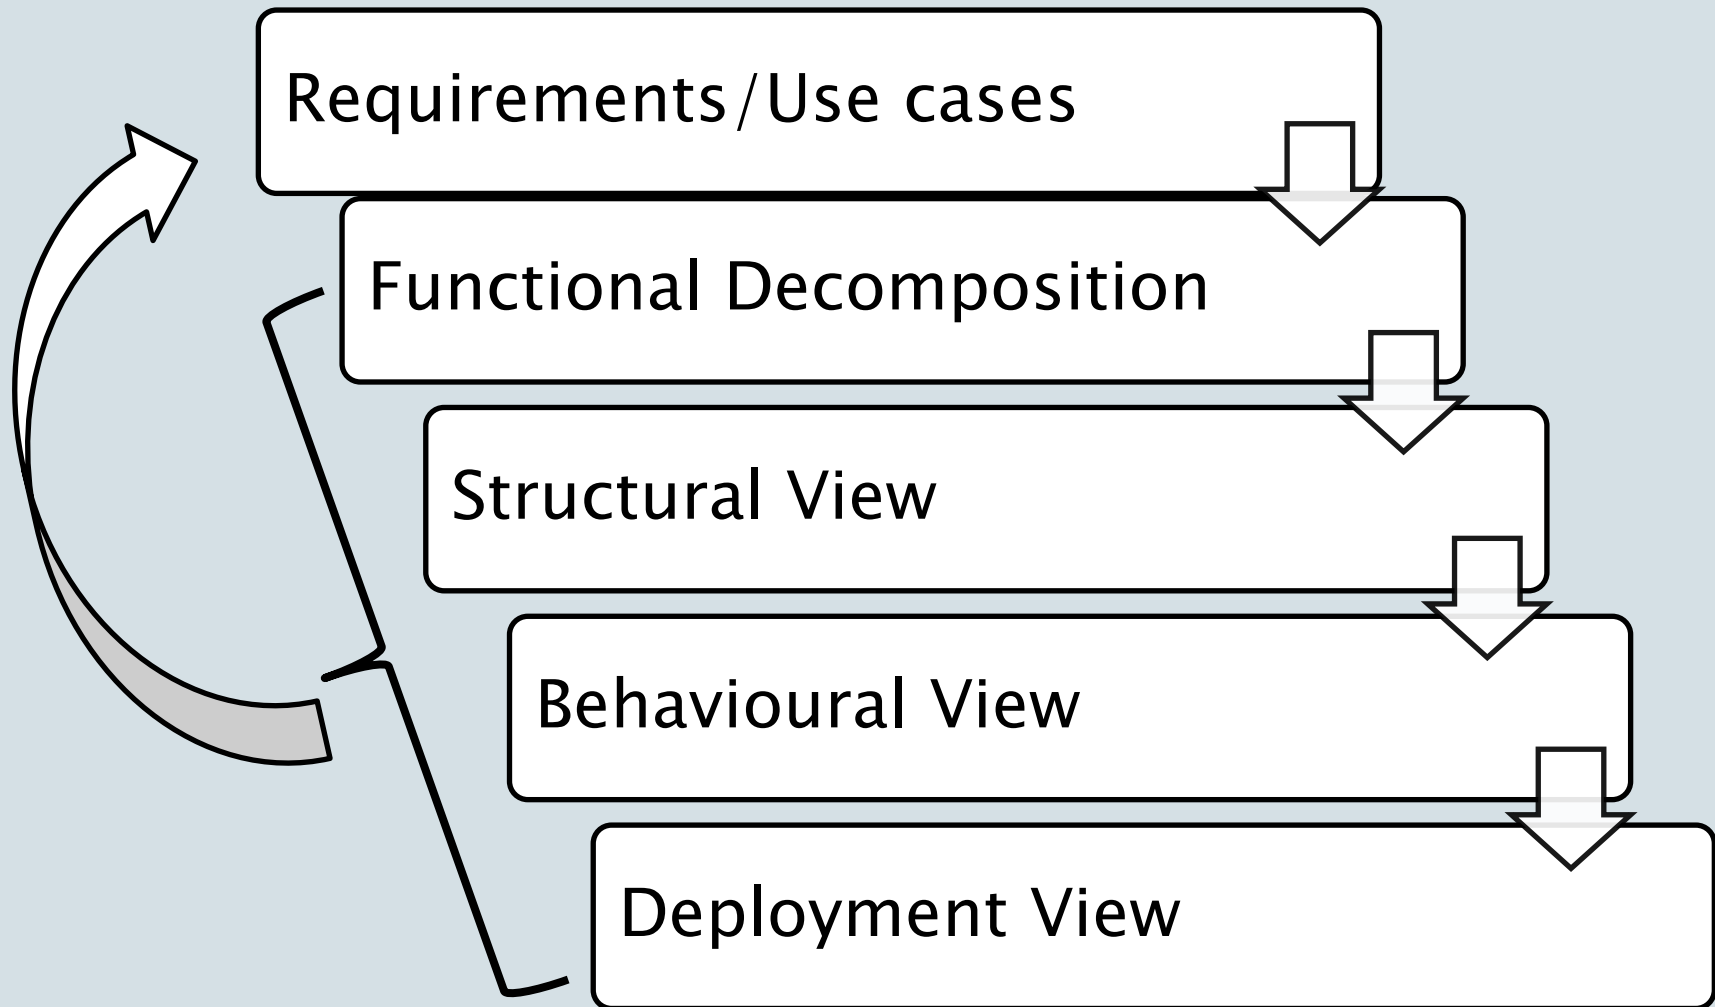 Requirements/Use cases
Functional Decomposition
Structural View
Behavioural View
Deployment View